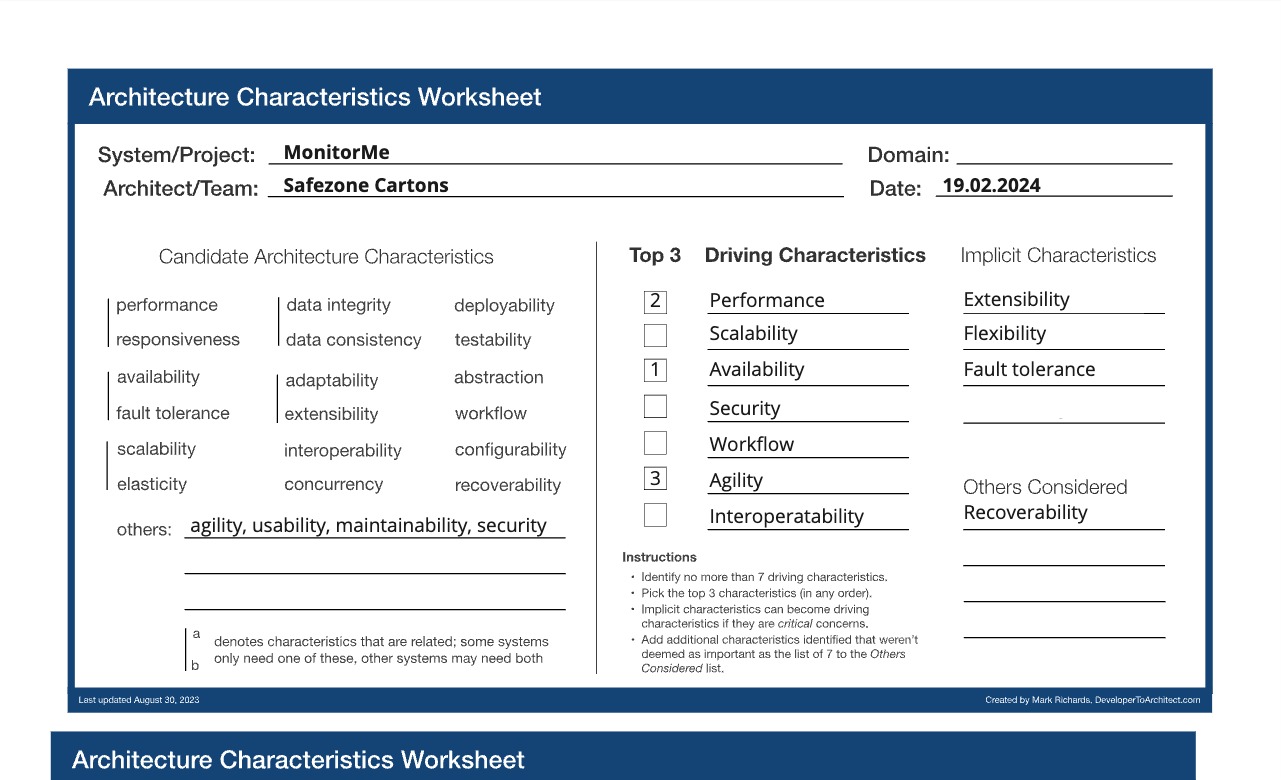 Architecture Characteristics Worksheet
System/Project: MonitorMe
Domain:
Architect/Team: Safezone Cartons
Date: 19.02.2024
Candidate Architecture Characteristics
performance
responsiveness
availability
fault tolerance
scalability
elasticity
data integrity
data consistency
adaptability
extensibility
interoperability
concurrency
deployability
testability
abstraction
workflow
configurability
recoverability
others: agility, usability, maintainability, security
a
b
denotes characteristics that are related; some systems
only need one of these, other systems may need both
Top 3 Driving Characteristics
2 Performance
Scalability
1 Availability
Security
Workflow
3 Agility
Interoperatability
Instructions
• Identify no more than 7 driving characteristics.
• Pick the top 3 characteristics (in any order).
• Implicit characteristics can become driving
characteristics if they are critical concerns.
• Add additional characteristics identified that weren't
deemed as important as the list of 7 to the Others
Considered list.
Implicit Characteristics
Extensibility
Flexibility
Fault tolerance
Others Considered
Recoverability
Last updated August 30, 2023
Created by Mark Richards, DeveloperToArchitect.com
Architecture Characteristics Worksheet